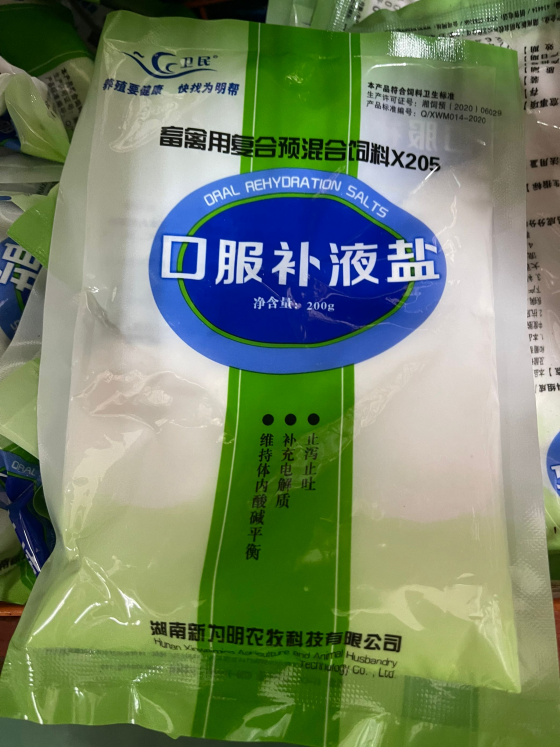 卫民®
养殖要健康 快找为明帮
本产品符合饲料卫生标准
生产许可证号：湘饲预（2020）06029
产品标准编号：Q/XWM014-2020
畜禽用复合预混合饲料X205
ORAL REHYDRATION SALTS
口服补液盐
净含量：200g
止泻止吐
补充电解质
维持体内酸碱平衡
湖南新为明农牧科技有限公司
Hunan Agriculture and Animal Husbandry
Technology Co., Ltd